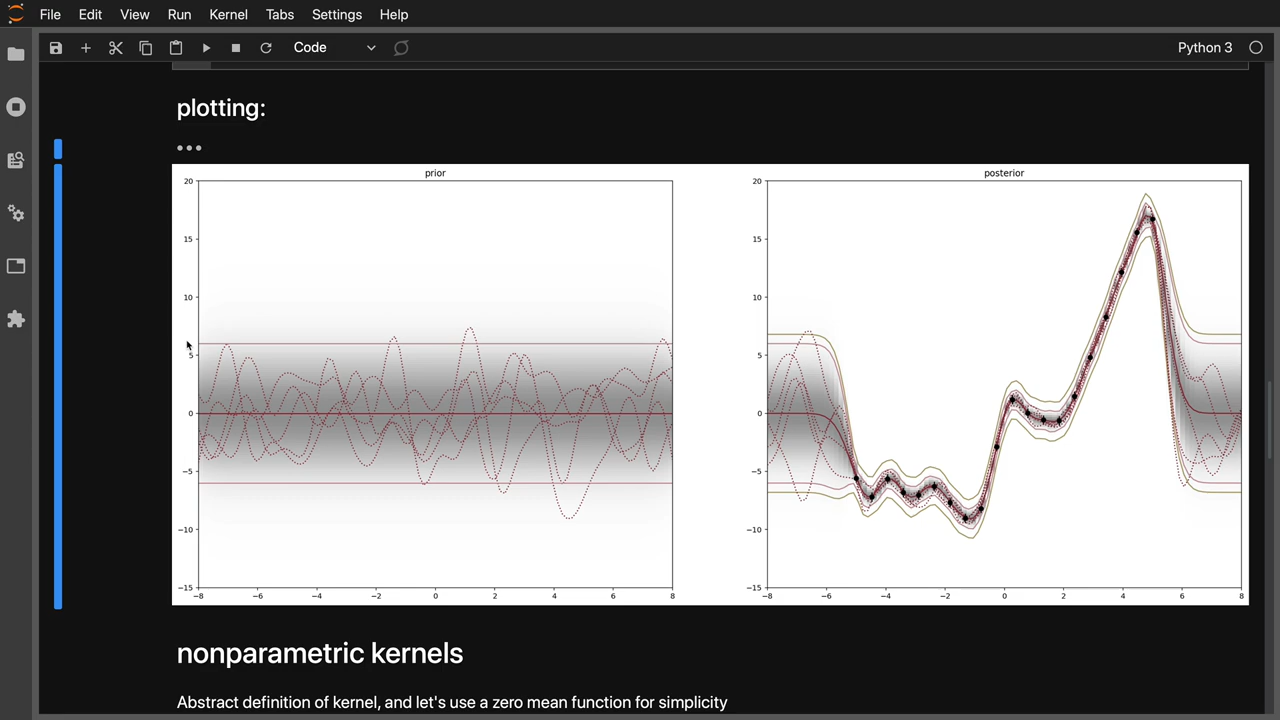 File Edit View Run Kernel Tabs Settings Help
Code Python 3
plotting:
prior
20
15
10
5
0
−5
−10
−15
−8 −6 −4 −2 0 2 4 6 8
posterior
20
15
10
5
0
−5
−10
−15
−8 −6 −4 −2 0 2 4 6 8
nonparametric kernels
Abstract definition of kernel, and let's use a zero mean function for simplicity